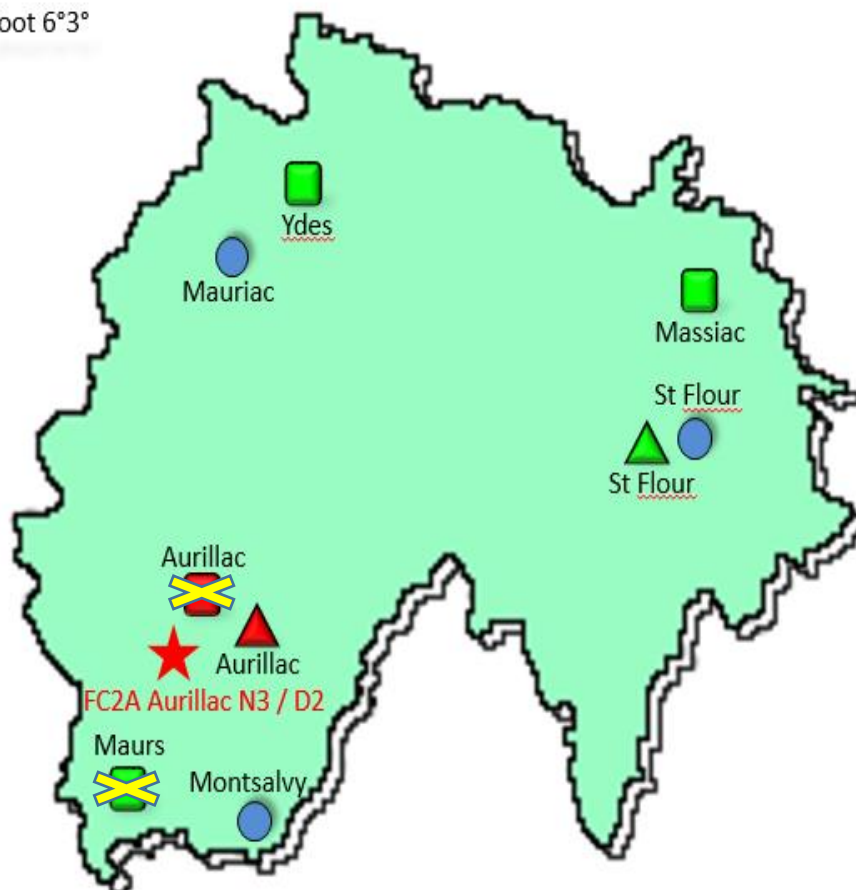 oot 6°3°
Ydes
Mauriac
Massiac
St Flour
St Flour
Aurillac
Aurillac
FC2A Aurillac N3 / D2
Maurs
Montsalvy